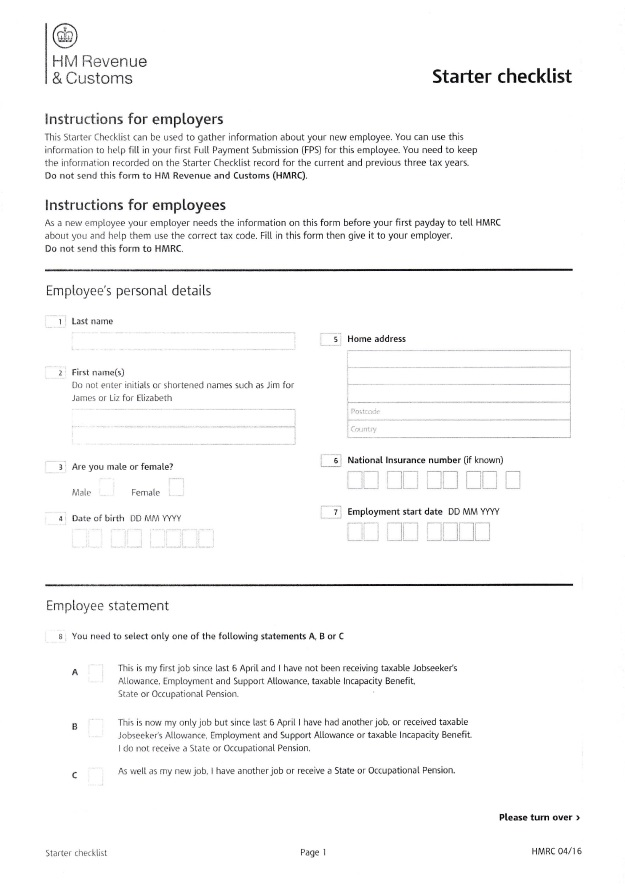 HM Revenue
& Customs
Starter checklist
Instructions for employers
This Starter Checklist can be used to gather information about your new employee. You can use this
information to help fill in your first Full Payment Submission (FPS) for this employee. You need to keep
the information recorded on the Starter Checklist record for the current and previous three tax years.
Do not send this form to HM Revenue and Customs (HMRC).
Instructions for employees
As a new employee your employer needs the information on this form before your first payday to tell HMRC
about you and help them use the correct tax code. Fill in this form then give it to your employer.
Do not send this form to HMRC.
Employee's personal details
1 Last name
2 First name(s)
Do not enter initials or shortened names such as Jim for
James or Liz for Elizabeth
3 Are you male or female?
Male Female
4 Date of birth DD MM YYYY
5 Home address
Postcode
Country
6 National Insurance number (if known)
7 Employment start date DD MM YYYY
Employee statement
8 You need to select only one of the following statements A, B or C
A This is my first job since last 6 April and I have not been receiving taxable Jobseeker's
Allowance, Employment and Support Allowance, taxable Incapacity Benefit,
State or Occupational Pension.
B This is now my only job but since last 6 April I have had another job, or received taxable
Jobseeker's Allowance, Employment and Support Allowance or taxable Incapacity Benefit.
I do not receive a State or Occupational Pension.
C As well as my new job, I have another job or receive a State or Occupational Pension.
Please turn over >
Starter checklist Page 1 HMRC 04/16